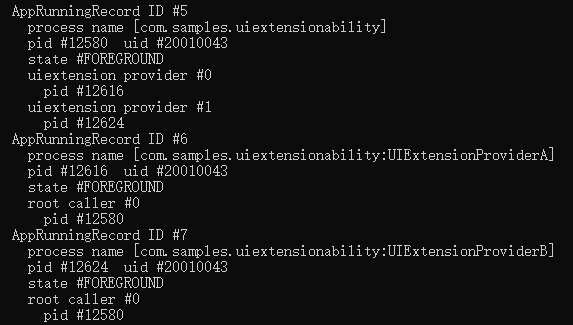 AppRunningRecord ID #5
process name [com.samples.uiextensionability]
pid #12580 uid #20010043
state #FOREGROUND
uiextension provider #0
pid #12616
uiextension provider #1
pid #12624
AppRunningRecord ID #6
process name [com.samples.uiextensionability:UIExtensionProviderA]
pid #12616 uid #20010043
state #FOREGROUND
root caller #0
pid #12580
AppRunningRecord ID #7
process name [com.samples.uiextensionability:UIExtensionProviderB]
pid #12624 uid #20010043
state #FOREGROUND
root caller #0
pid #12580